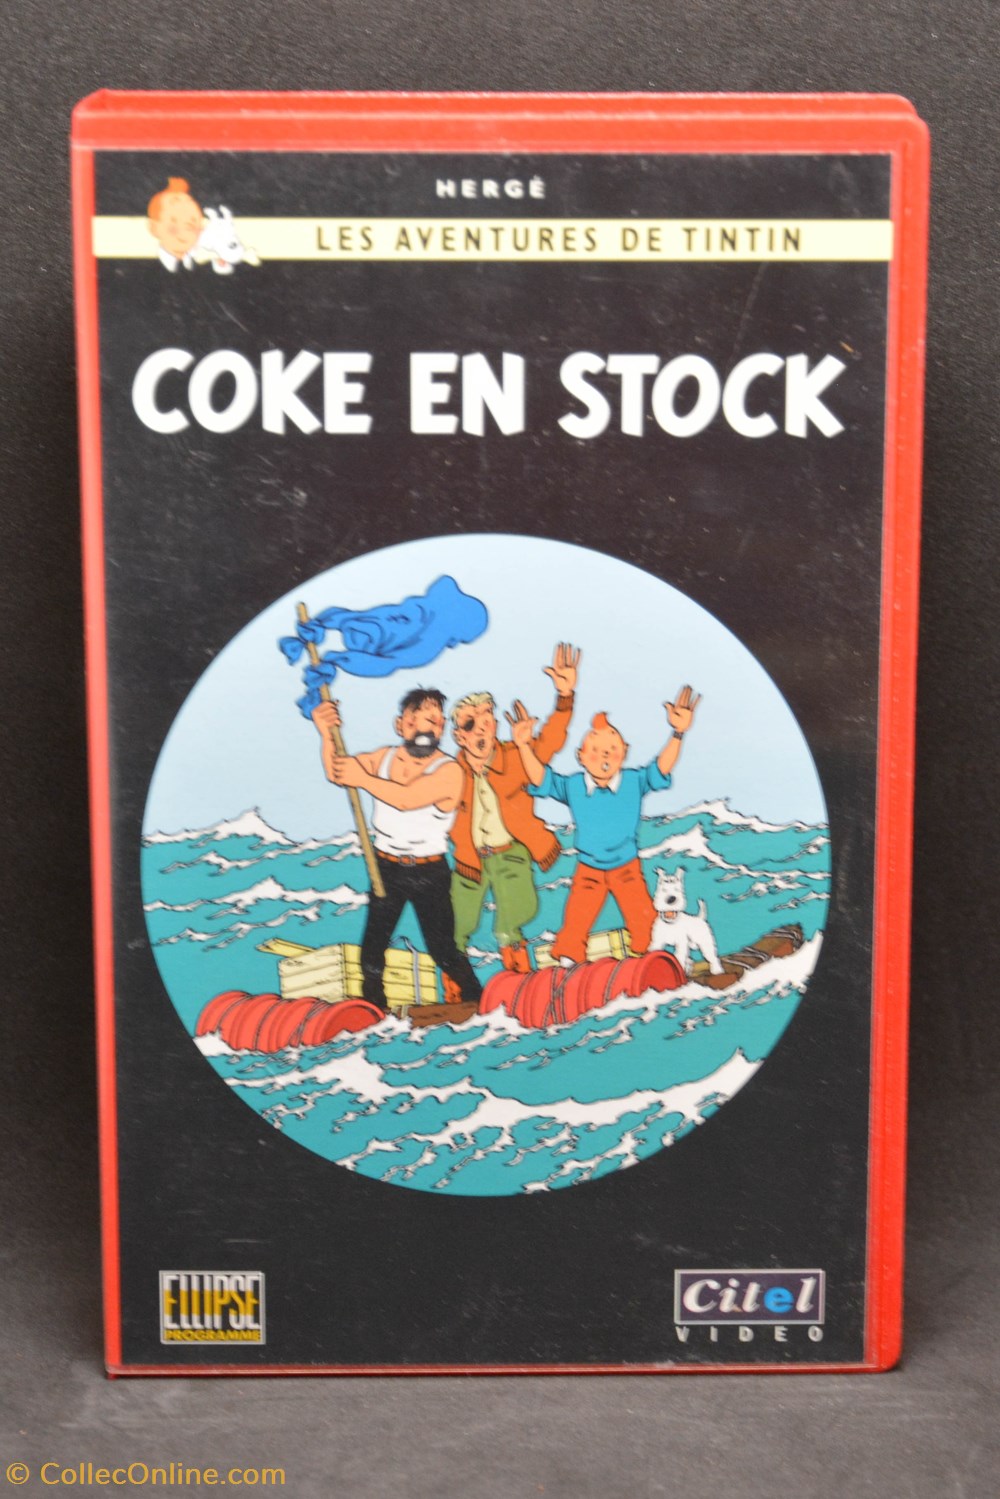 HERGÉ
LES AVENTURES DE TINTIN
COKE EN STOCK
ELLIPSE
PROGRAMME
Citel
VIDEO
© CollecOnline.com